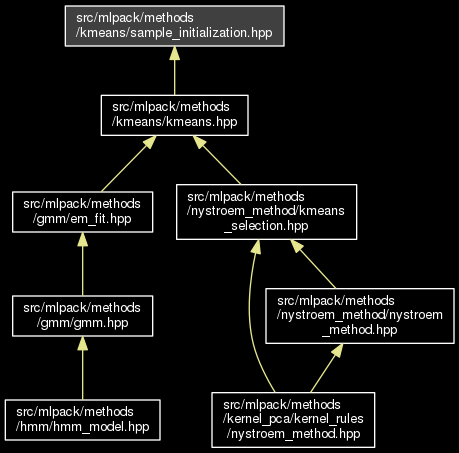 src/mlpack/methods
/kmeans/sample_initialization.hpp
src/mlpack/methods
/kmeans/kmeans.hpp
src/mlpack/methods
/gmm/em_fit.hpp
src/mlpack/methods
/nystroem_method/kmeans
_selection.hpp
src/mlpack/methods
/gmm/gmm.hpp
src/mlpack/methods
/nystroem_method/nystroem
_method.hpp
src/mlpack/methods
/hmm/hmm_model.hpp
src/mlpack/methods
/kernel_pca/kernel_rules
/nystroem_method.hpp